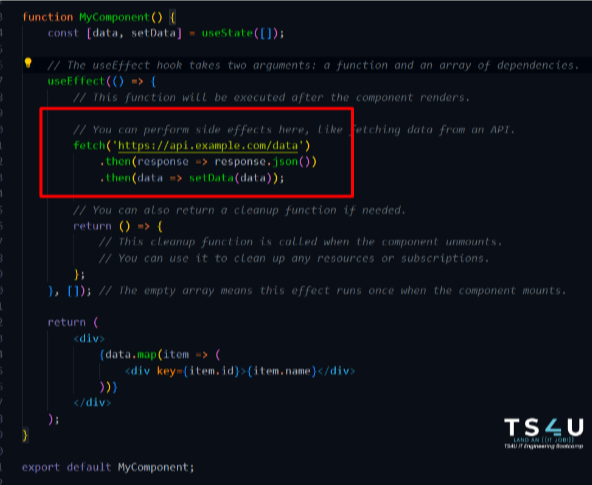 function MyComponent() {
const [data, setData] = useState([]);
// The useEffect hook takes two arguments: a function and an array of dependencies.
useEffect(() => {
// This function will be executed after the component renders.
// You can perform side effects here, like fetching data from an API.
fetch('https://api.example.com/data')
.then(response => response.json())
.then(data => setData(data));
// You can also return a cleanup function if needed.
return () => {
// This cleanup function is called when the component unmounts.
// You can use it to clean up any resources or subscriptions.
};
}, []); // The empty array means this effect runs once when the component mounts.
return (
<div>
{data.map(item => (
<div key={item.id}>{item.name}</div>
))}
</div>
);
}
export default MyComponent;
TS4U
LAND AN {{IT JOB!}}
TS4U IT Engineering Bootcamp